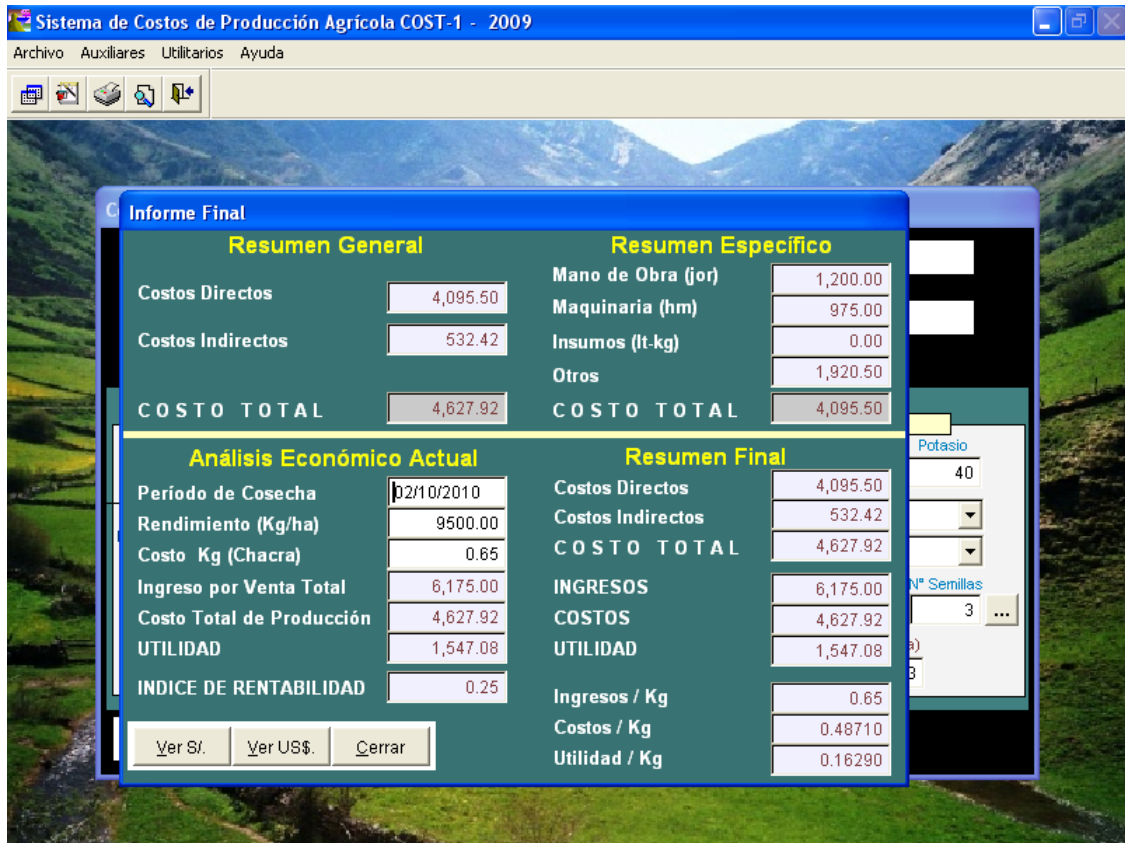 Sistema de Costos de Producción Agrícola COST-1 - 2009
Archivo Auxiliares Utilitarios Ayuda
Informe Final
Resumen General
Costos Directos 4,095.50
Costos Indirectos 532.42
COSTO TOTAL 4,627.92
Resumen Específico
Mano de Obra (jor) 1,200.00
Maquinaria (hm) 975.00
Insumos (lt-kg) 0.00
Otros 1,920.50
COSTO TOTAL 4,095.50
Análisis Económico Actual
Período de Cosecha 02/10/2010
Rendimiento (Kg/ha) 9500.00
Costo Kg (Chacra) 0.65
Ingreso por Venta Total 6,175.00
Costo Total de Producción 4,627.92
UTILIDAD 1,547.08
INDICE DE RENTABILIDAD 0.25
Ver S/. Ver US$. Cerrar
Resumen Final
Costos Directos 4,095.50
Costos Indirectos 532.42
COSTO TOTAL 4,627.92
INGRESOS 6,175.00
COSTOS 4,627.92
UTILIDAD 1,547.08
Ingresos / Kg 0.65
Costos / Kg 0.48710
Utilidad / Kg 0.16290
Potasio
40
N° Semillas
3 ...